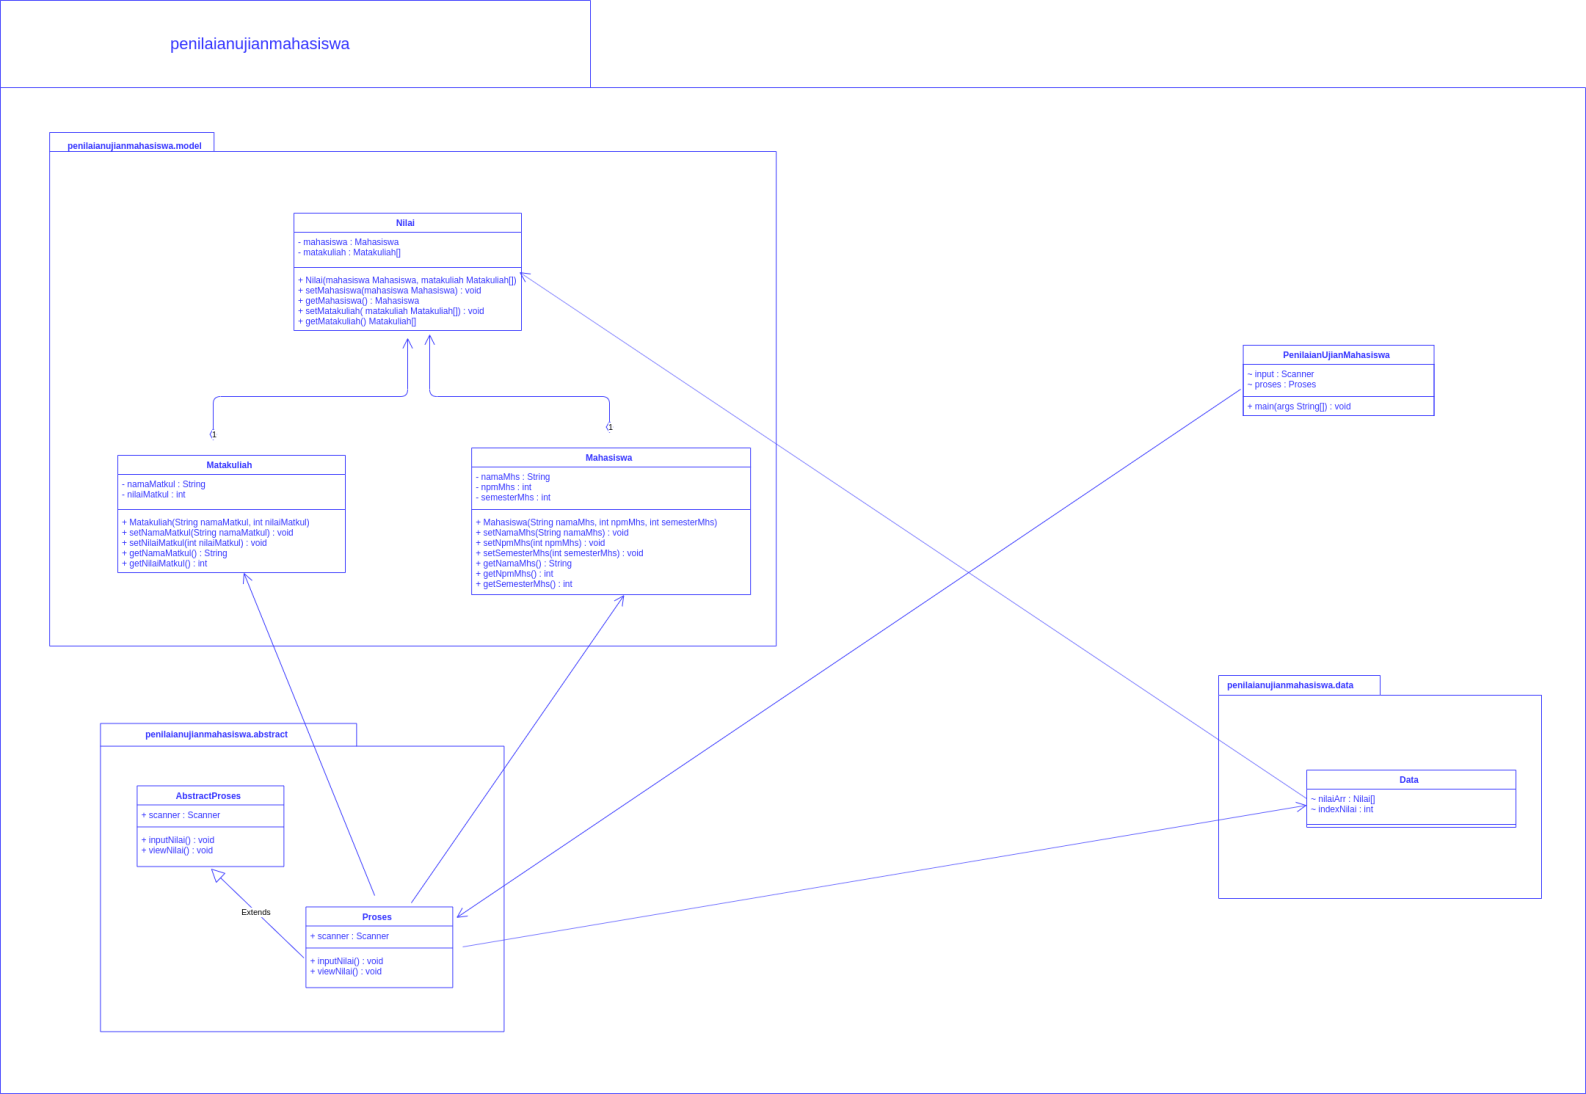 penilaianujianmahasiswa
penilaianujianmahasiswa.model
Nilai
- mahasiswa : Mahasiswa
- matakuliah : Matakuliah[]
+ Nilai(mahasiswa Mahasiswa, matakuliah Matakuliah[])
+ setMahasiswa(mahasiswa Mahasiswa) : void
+ getMahasiswa() : Mahasiswa
+ setMatakuliah( matakuliah Matakuliah[]) : void
+ getMatakuliah() Matakuliah[]
1
1
Matakuliah
- namaMatkul : String
- nilaiMatkul : int
+ Matakuliah(String namaMatkul, int nilaiMatkul)
+ setNamaMatkul(String namaMatkul) : void
+ setNilaiMatkul(int nilaiMatkul) : void
+ getNamaMatkul() : String
+ getNilaiMatkul() : int
Mahasiswa
- namaMhs : String
- npmMhs : int
- semesterMhs : int
+ Mahasiswa(String namaMhs, int npmMhs, int semesterMhs)
+ setNamaMhs(String namaMhs) : void
+ setNpmMhs(int npmMhs) : void
+ setSemesterMhs(int semesterMhs) : void
+ getNamaMhs() : String
+ getNpmMhs() : int
+ getSemesterMhs() : int
PenilaianUjianMahasiswa
~ input : Scanner
~ proses : Proses
+ main(args String[]) : void
penilaianujianmahasiswa.data
Data
~ nilaiArr : Nilai[]
~ indexNilai : int
penilaianujianmahasiswa.abstract
AbstractProses
+ scanner : Scanner
+ inputNilai() : void
+ viewNilai() : void
Extends
Proses
+ scanner : Scanner
+ inputNilai() : void
+ viewNilai() : void